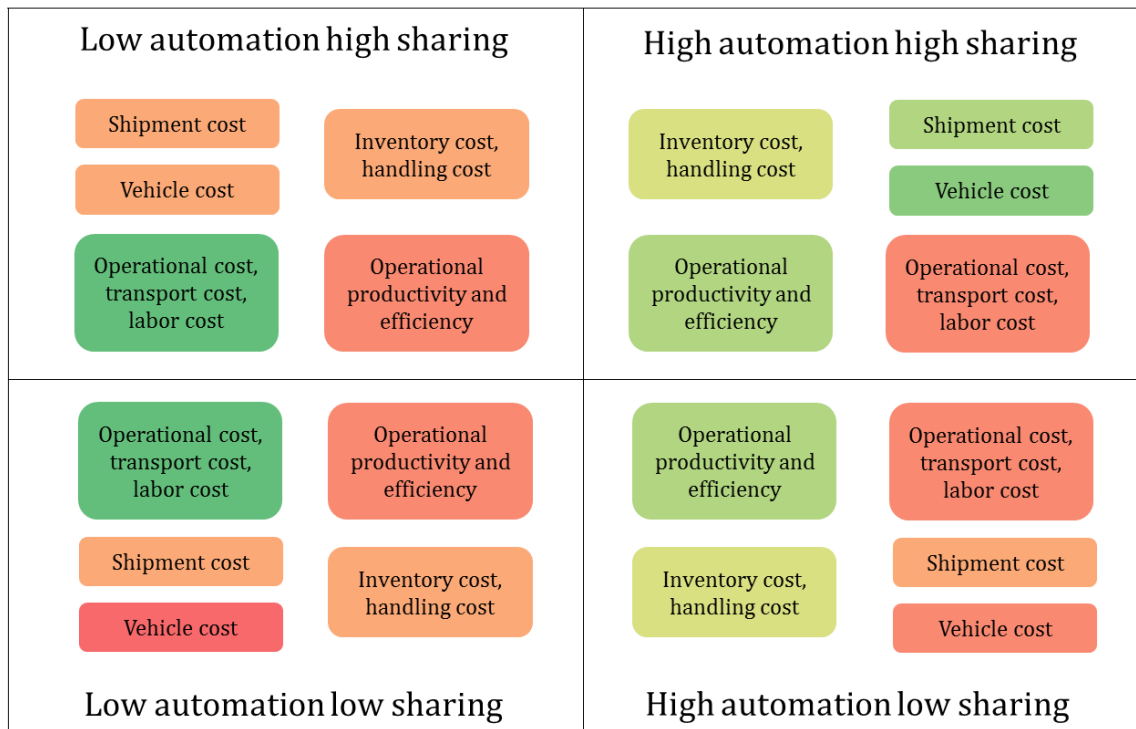 Low automation high sharing
Shipment cost
Vehicle cost
Inventory cost,
handling cost
Operational cost,
transport cost,
labor cost
Operational
productivity and
efficiency
High automation high sharing
Inventory cost,
handling cost
Shipment cost
Vehicle cost
Operational
productivity and
efficiency
Operational cost,
transport cost,
labor cost
Operational cost,
transport cost,
labor cost
Operational
productivity and
efficiency
Shipment cost
Vehicle cost
Inventory cost,
handling cost
Low automation low sharing
Operational
productivity and
efficiency
Operational cost,
transport cost,
labor cost
Inventory cost,
handling cost
Shipment cost
Vehicle cost
High automation low sharing